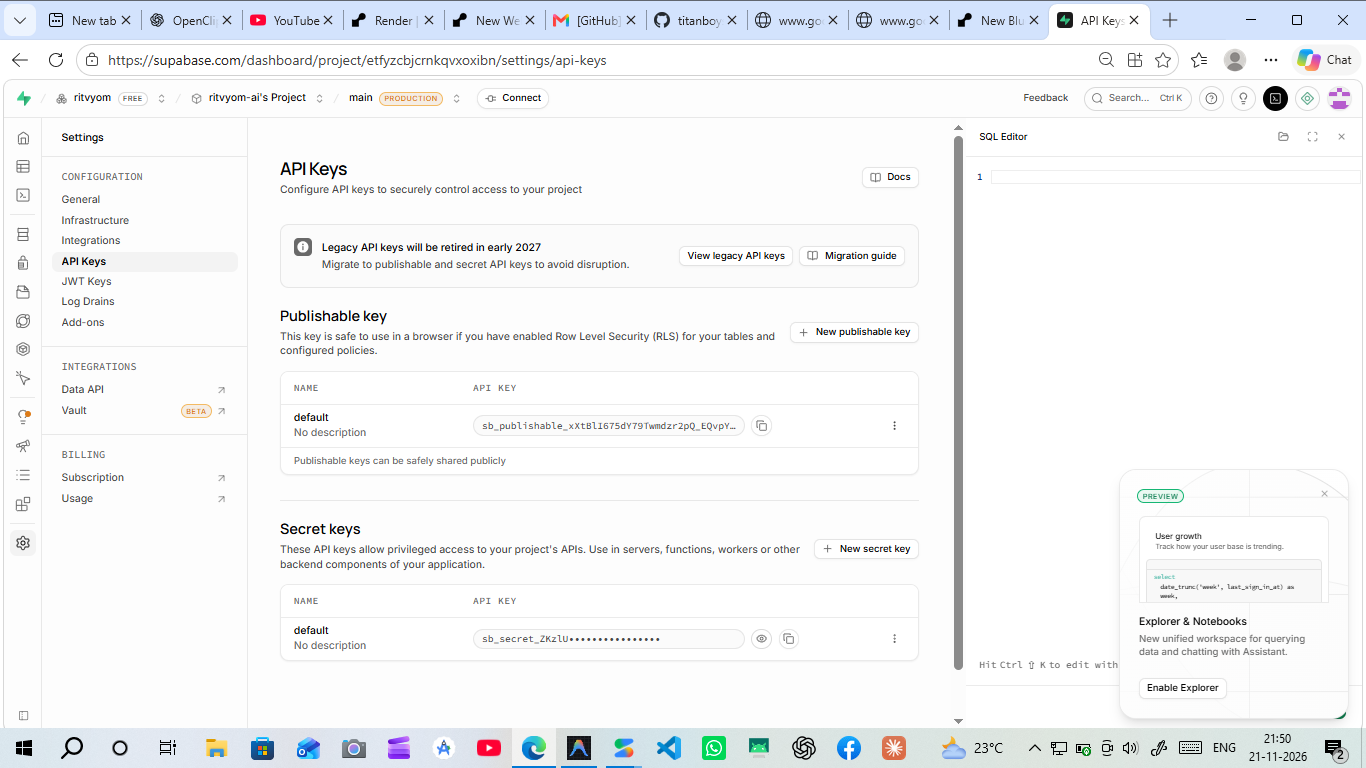 New tab
OpenCli
YouTube
Render |
New We
[GitHub]
titanboy
www.goo
www.goo
New Blu
API Keys
https://supabase.com/dashboard/project/etfyzcbjcrnkqvxoxibn/settings/api-keys
Chat
ritvyom FREE
ritvyom-ai's Project
main PRODUCTION
Connect
Feedback
Search... Ctrl K
Settings
CONFIGURATION
General
Infrastructure
Integrations
API Keys
JWT Keys
Log Drains
Add-ons
INTEGRATIONS
Data API
Vault BETA
BILLING
Subscription
Usage
API Keys
Configure API keys to securely control access to your project
Docs
Legacy API keys will be retired in early 2027
Migrate to publishable and secret API keys to avoid disruption.
View legacy API keys
Migration guide
Publishable key
This key is safe to use in a browser if you have enabled Row Level Security (RLS) for your tables and
configured policies.
New publishable key
NAME API KEY
default
No description
sb_publishable_xXtBlI675dY79Twmdzr2pQ_EQvpY…
Publishable keys can be safely shared publicly
Secret keys
These API keys allow privileged access to your project's APIs. Use in servers, functions, workers or other
backend components of your application.
New secret key
NAME API KEY
default
No description
sb_secret_ZKzlU••••••••••••••••
SQL Editor
1
Hit Ctrl ⇧ K to edit with
PREVIEW
User growth
Track how your user base is trending.
select
date_trunc('week', last_sign_in_at) as
week,
Explorer & Notebooks
New unified workspace for querying
data and chatting with Assistant.
Enable Explorer
23°C
ENG
21:50
21-11-2026
2